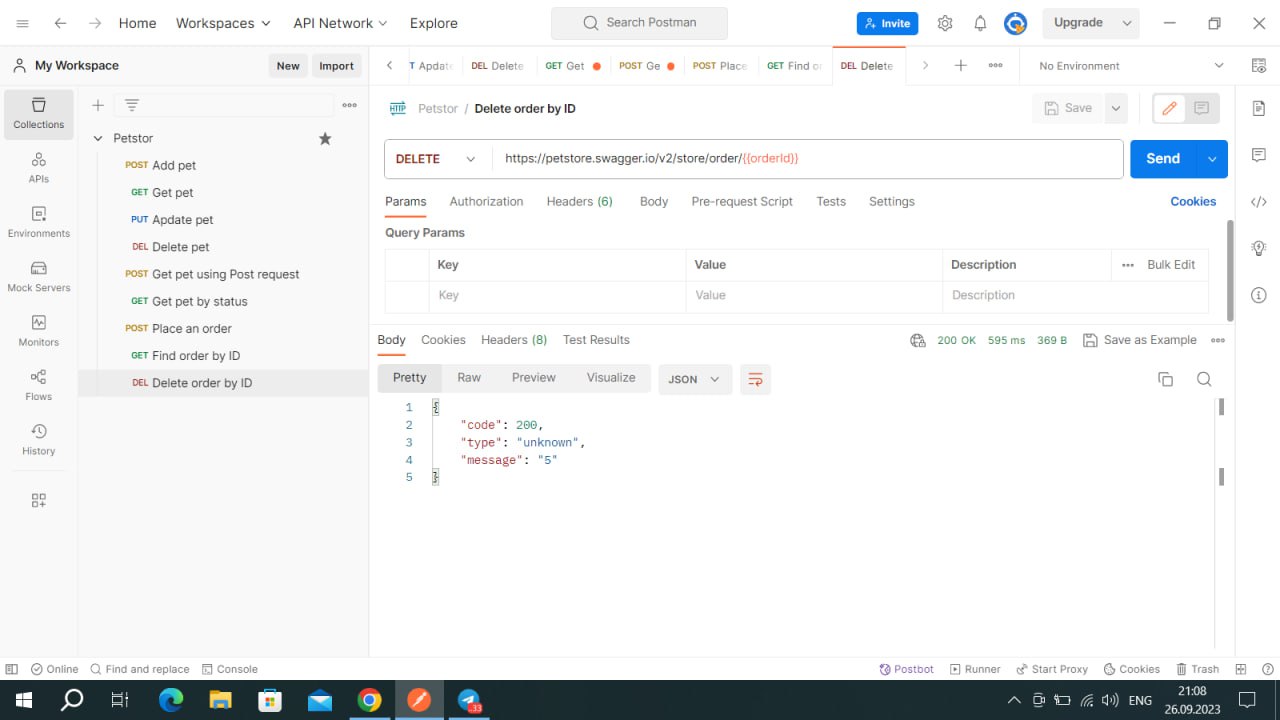 Home Workspaces API Network Explore Search Postman Invite Upgrade
My Workspace New Import
T Apdate DEL Delete GET Get POST Ge POST Place GET Find or DEL Delete No Environment
Collections
APIs
Environments
Mock Servers
Monitors
Flows
History
Petstor
POST Add pet
GET Get pet
PUT Apdate pet
DEL Delete pet
POST Get pet using Post request
GET Get pet by status
POST Place an order
GET Find order by ID
DEL Delete order by ID
HTTP Petstor / Delete order by ID Save
DELETE https://petstore.swagger.io/v2/store/order/{{orderId}} Send
Params Authorization Headers (6) Body Pre-request Script Tests Settings Cookies
Query Params
Key Value Description Bulk Edit
Key Value Description
Body Cookies Headers (8) Test Results 200 OK 595 ms 369 B Save as Example
Pretty Raw Preview Visualize JSON
1 {
2 "code": 200,
3 "type": "unknown",
4 "message": "5"
5 }
Online Find and replace Console Postbot Runner Start Proxy Cookies Trash
33 ENG 21:08
26.09.2023